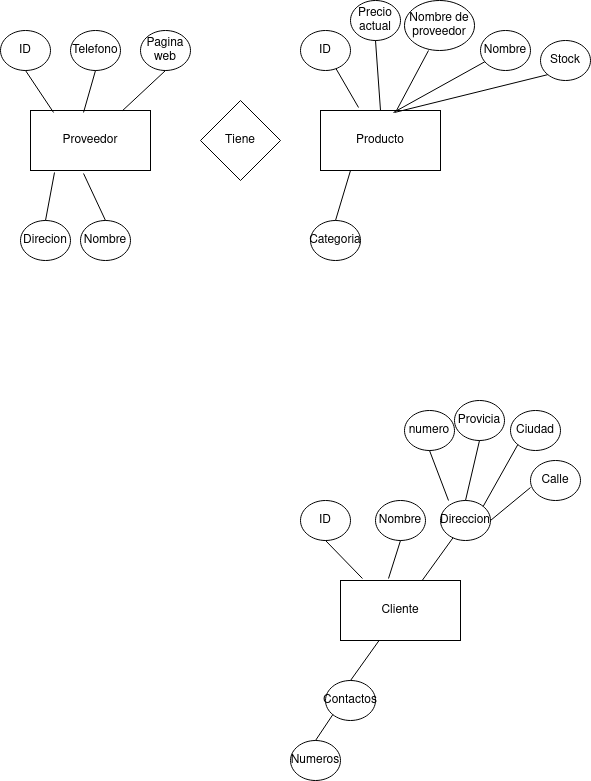 Precio
actual
Nombre de
proveedor
ID
Telefono
Pagina
web
ID
Nombre
Stock
Proveedor
Tiene
Producto
Direcion
Nombre
Categoria
numero
Provicia
Ciudad
Calle
ID
Nombre
Direccion
Cliente
Contactos
Numeros